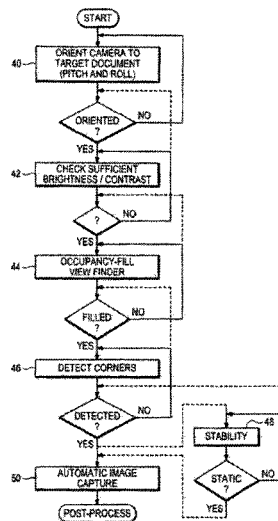 START
40
ORIENT CAMERA TO
TARGET DOCUMENT
(PITCH AND ROLL)
ORIENTED
?
NO
YES
42
CHECK SUFFICIENT
BRIGHTNESS / CONTRAST
?
NO
YES
44
OCCUPANCY-FILL
VIEW FINDER
FILLED
?
NO
YES
46
DETECT CORNERS
DETECTED
?
NO
YES
48
STABILITY
STATIC
?
NO
YES
50
AUTOMATIC IMAGE
CAPTURE
POST-PROCESS